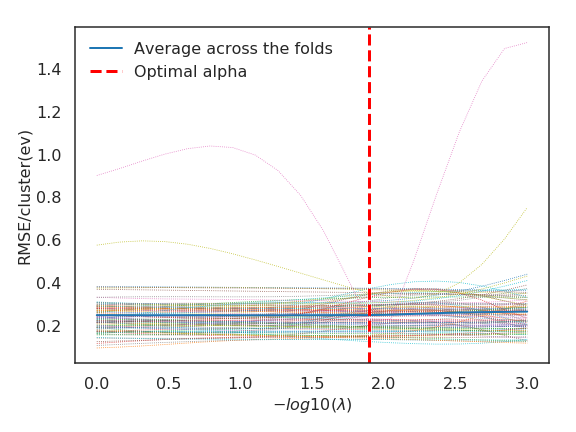 Average across the folds
Optimal alpha
RMSE/cluster(ev)
1.4
1.2
1.0
0.8
0.6
0.4
0.2
0.0 0.5 1.0 1.5 2.0 2.5 3.0
−log10(λ)